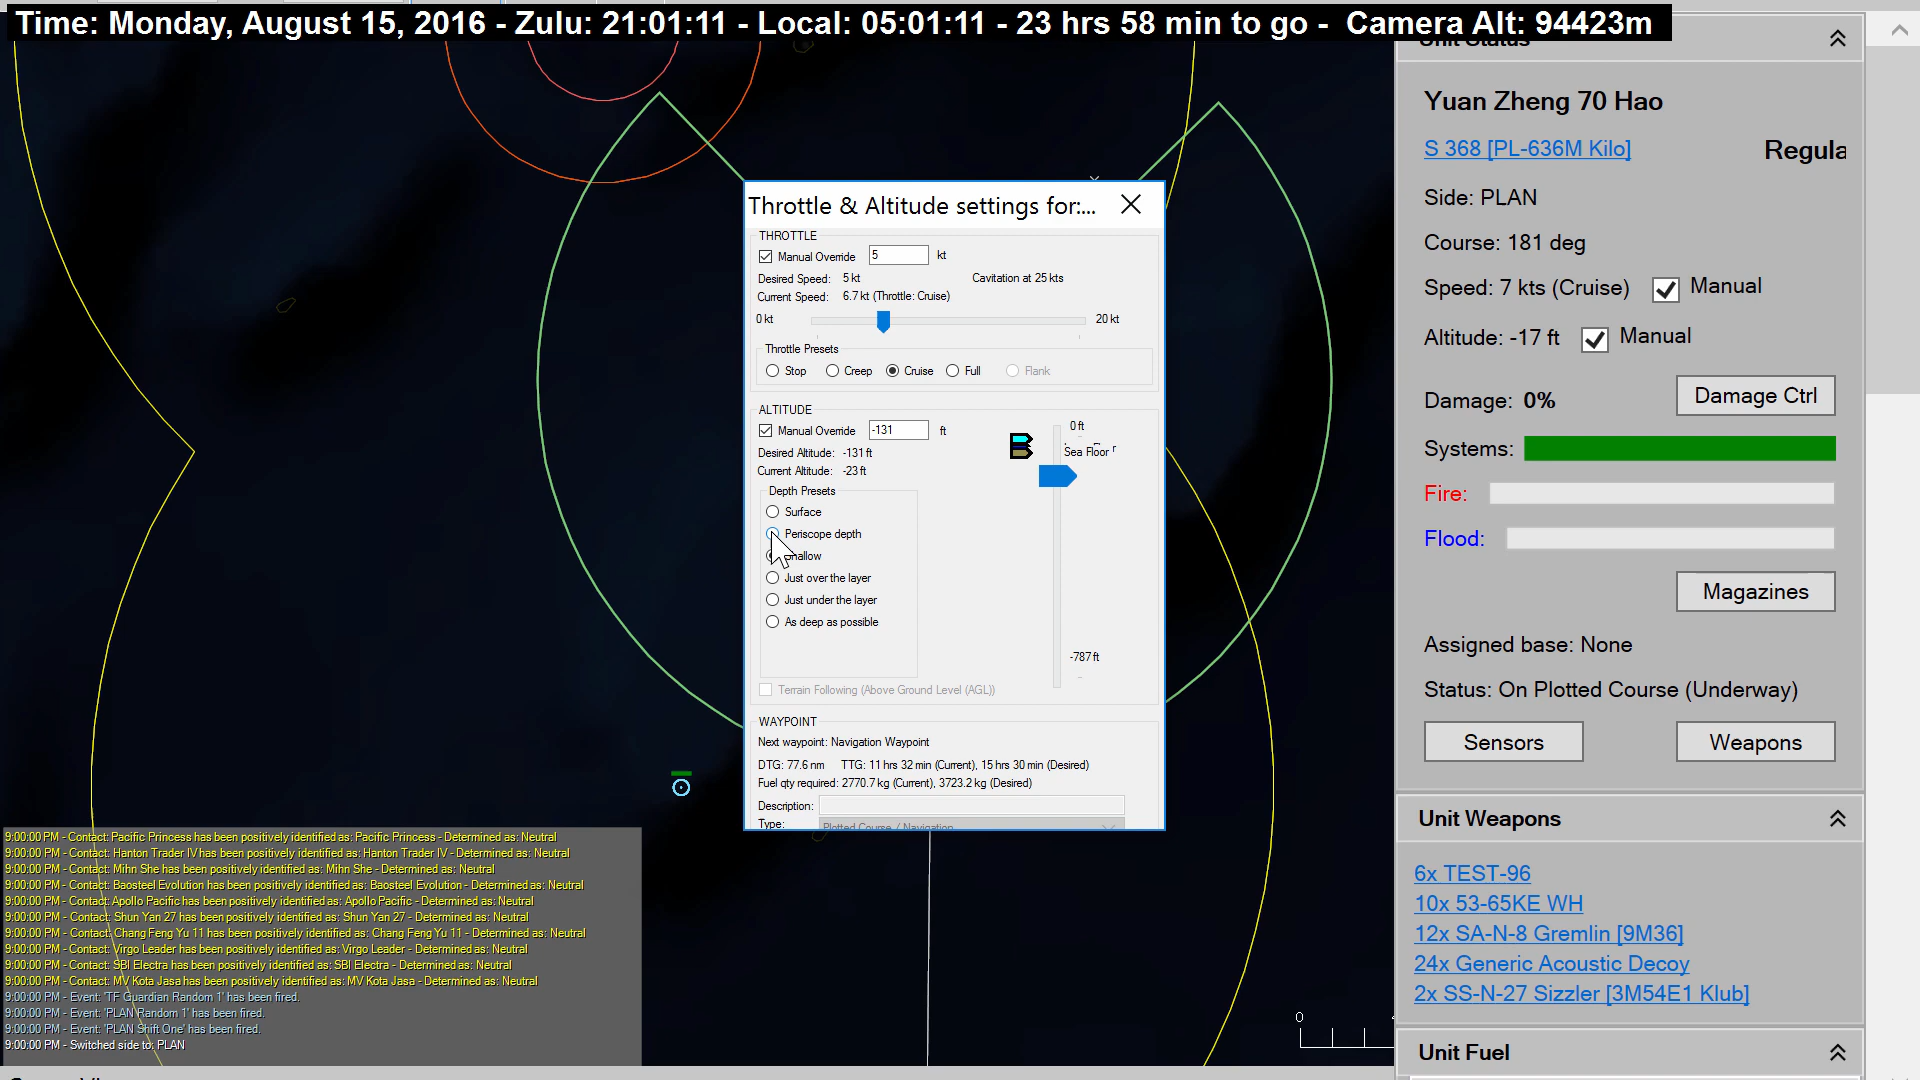 Time: Monday, August 15, 2016 - Zulu: 21:01:11 - Local: 05:01:11 - 23 hrs 58 min to go -  Camera Alt: 94423m
Unit Status
Yuan Zheng 70 Hao
S 368 [PL-636M Kilo]
Regula
Side: PLAN
Course: 181 deg
Speed: 7 kts (Cruise)
Manual
Altitude: -17 ft
Manual
Damage: 0%
Damage Ctrl
Systems:
Fire:
Flood:
Magazines
Assigned base: None
Status: On Plotted Course (Underway)
Sensors
Weapons
Unit Weapons
6x TEST-96
10x 53-65KE WH
12x SA-N-8 Gremlin [9M36]
24x Generic Acoustic Decoy
2x SS-N-27 Sizzler [3M54E1 Klub]
Unit Fuel
Throttle & Altitude settings for:...
THROTTLE
Manual Override
5
kt
Desired Speed: 5 kt
Cavitation at 25 kts
Current Speed: 6.7 kt (Throttle: Cruise)
0 kt
20 kt
Throttle Presets
Stop
Creep
Cruise
Full
Flank
ALTITUDE
Manual Override
-131
ft
Desired Altitude: -131 ft
Current Altitude: -23 ft
0 ft
Sea Floor
-787 ft
Depth Presets
Surface
Periscope depth
hallow
Just over the layer
Just under the layer
As deep as possible
Terrain Following (Above Ground Level (AGL))
WAYPOINT
Next waypoint: Navigation Waypoint
DTG: 77.6 nm
TTG: 11 hrs 32 min (Current), 15 hrs 30 min (Desired)
Fuel qty required: 2770.7 kg (Current), 3723.2 kg (Desired)
Description:
Type:
Plotted Course / Navigation
9:00:00 PM - Contact: Pacific Princess has been positively identified as: Pacific Princess - Determined as: Neutral
9:00:00 PM - Contact: Hanton Trader IV has been positively identified as: Hanton Trader IV - Determined as: Neutral
9:00:00 PM - Contact: Mihn She has been positively identified as: Mihn She - Determined as: Neutral
9:00:00 PM - Contact: Baosteel Evolution has been positively identified as: Baosteel Evolution - Determined as: Neutral
9:00:00 PM - Contact: Apollo Pacific has been positively identified as: Apollo Pacific - Determined as: Neutral
9:00:00 PM - Contact: Shun Yan 27 has been positively identified as: Shun Yan 27 - Determined as: Neutral
9:00:00 PM - Contact: Chang Feng Yu 11 has been positively identified as: Chang Feng Yu 11 - Determined as: Neutral
9:00:00 PM - Contact: Virgo Leader has been positively identified as: Virgo Leader - Determined as: Neutral
9:00:00 PM - Contact: SBI Electra has been positively identified as: SBI Electra - Determined as: Neutral
9:00:00 PM - Contact: MV Kota Jasa has been positively identified as: MV Kota Jasa - Determined as: Neutral
9:00:00 PM - Event: 'TF Guardian Random 1' has been fired.
9:00:00 PM - Event: 'PLAN Random 1' has been fired.
9:00:00 PM - Event: 'PLAN Shift One' has been fired.
9:00:00 PM - Switched side to: PLAN
0